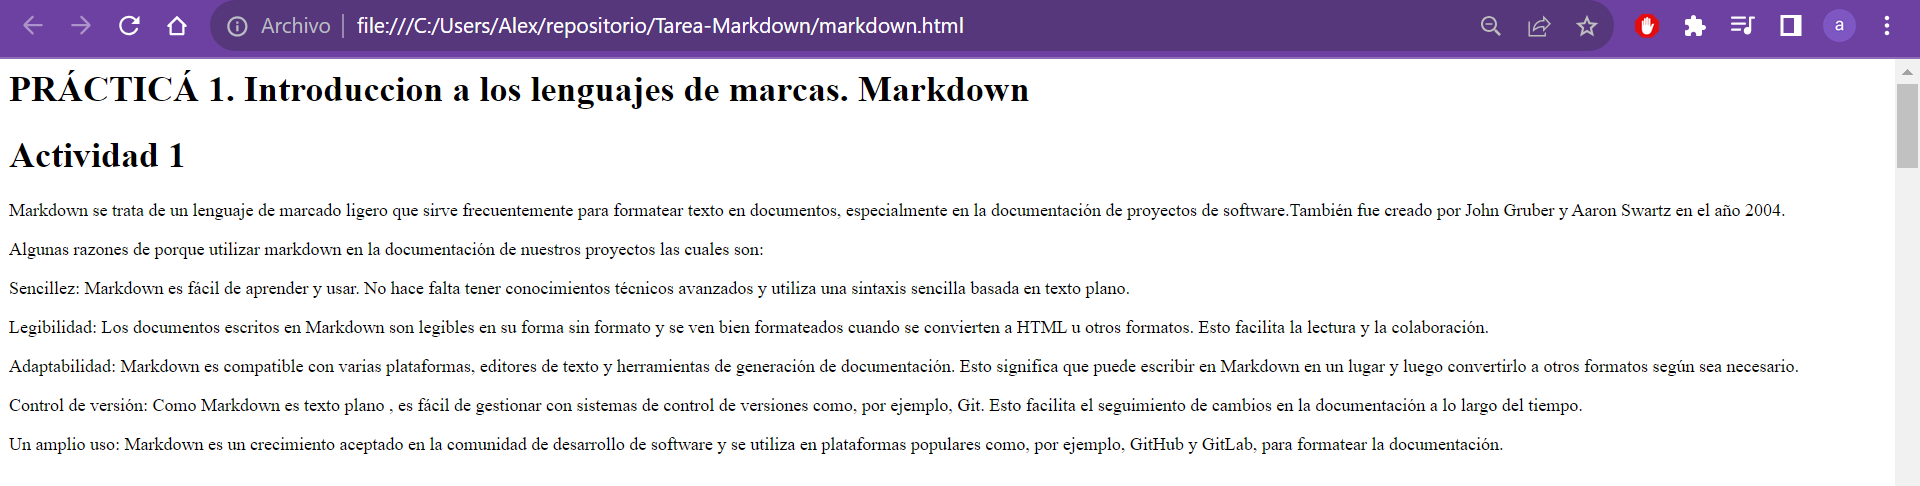 Archivo | file:///C:/Users/Alex/repositorio/Tarea-Markdown/markdown.html a
PRÁCTICÁ 1. Introduccion a los lenguajes de marcas. Markdown
Actividad 1
Markdown se trata de un lenguaje de marcado ligero que sirve frecuentemente para formatear texto en documentos, especialmente en la documentación de proyectos de software.También fue creado por John Gruber y Aaron Swartz en el año 2004.
Algunas razones de porque utilizar markdown en la documentación de nuestros proyectos las cuales son:
Sencillez: Markdown es fácil de aprender y usar. No hace falta tener conocimientos técnicos avanzados y utiliza una sintaxis sencilla basada en texto plano.
Legibilidad: Los documentos escritos en Markdown son legibles en su forma sin formato y se ven bien formateados cuando se convierten a HTML u otros formatos. Esto facilita la lectura y la colaboración.
Adaptabilidad: Markdown es compatible con varias plataformas, editores de texto y herramientas de generación de documentación. Esto significa que puede escribir en Markdown en un lugar y luego convertirlo a otros formatos según sea necesario.
Control de versión: Como Markdown es texto plano , es fácil de gestionar con sistemas de control de versiones como, por ejemplo, Git. Esto facilita el seguimiento de cambios en la documentación a lo largo del tiempo.
Un amplio uso: Markdown es un crecimiento aceptado en la comunidad de desarrollo de software y se utiliza en plataformas populares como, por ejemplo, GitHub y GitLab, para formatear la documentación.